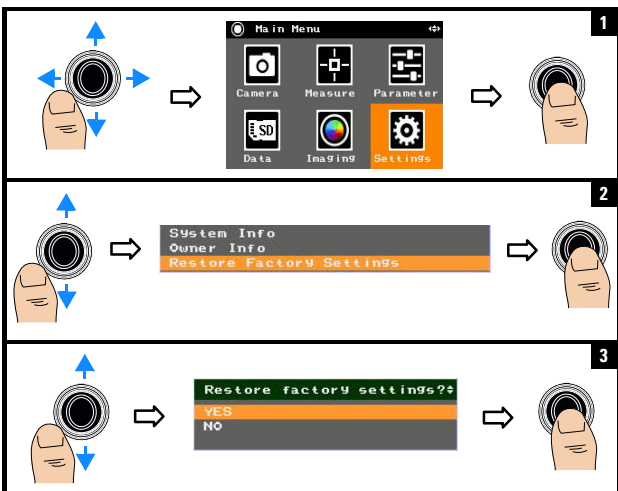 1
Main Menu
Camera Measure Parameter
SD
Data Imaging Settings
2
System Info
Owner Info
Restore Factory Settings
3
Restore factory settings?
YES
NO